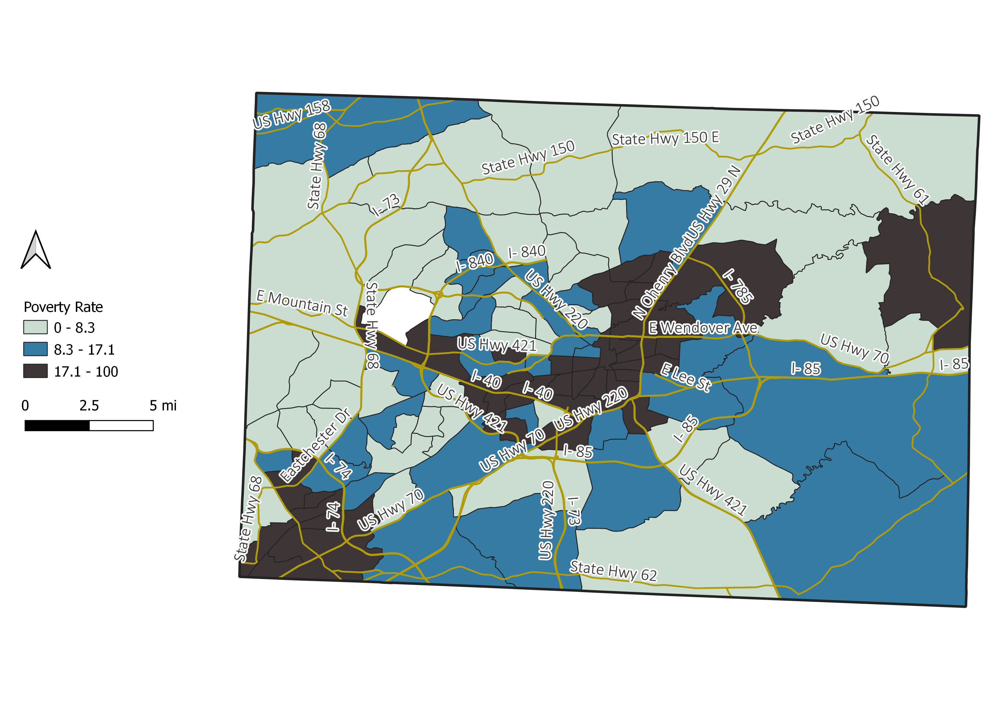 US Hwy 158
State Hwy 68
State Hwy 150
State Hwy 150 E
State Hwy 150
State Hwy 61
I- 73
US Hwy 29 N
N Ohenry Blvd
I- 840
I- 840
US Hwy 220
I- 785
E Mountain St
State Hwy 68
Poverty Rate
0 - 8.3
8.3 - 17.1
17.1 - 100
E Wendover Ave
US Hwy 421
US Hwy 70
I- 85
I- 85
I- 40
I- 40
E Lee St
0 2.5 5 mi
US Hwy 421
US Hwy 220
Eastchester Dr
I- 85
US Hwy 70
I- 85
I- 74
State Hwy 68
US Hwy 421
US Hwy 70
I- 74
US Hwy 220
I- 73
State Hwy 62